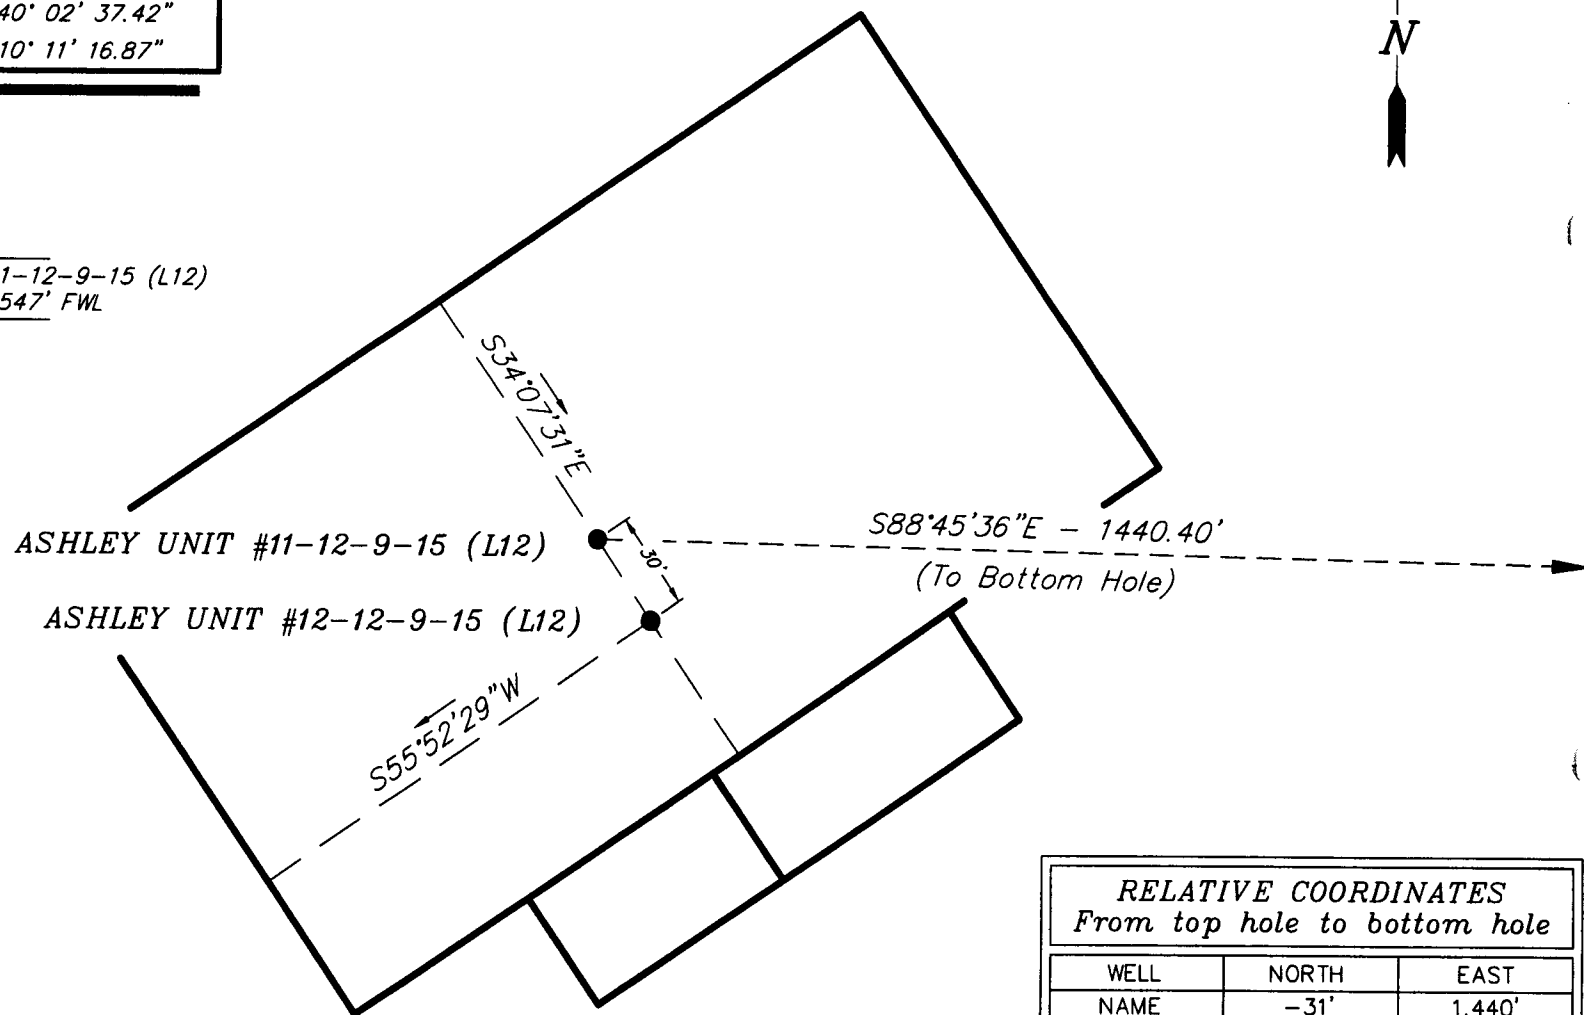 40° 02' 37.42"
10° 11' 16.87"
N
1-12-9-15 (L12)
547' FWL
S34°07'31"E
ASHLEY UNIT #11-12-9-15 (L12)
30'
S88°45'36"E - 1440.40'
(To Bottom Hole)
ASHLEY UNIT #12-12-9-15 (L12)
S55°52'29"W
RELATIVE COORDINATES
From top hole to bottom hole
WELL NORTH EAST
NAME -31' 1,440'